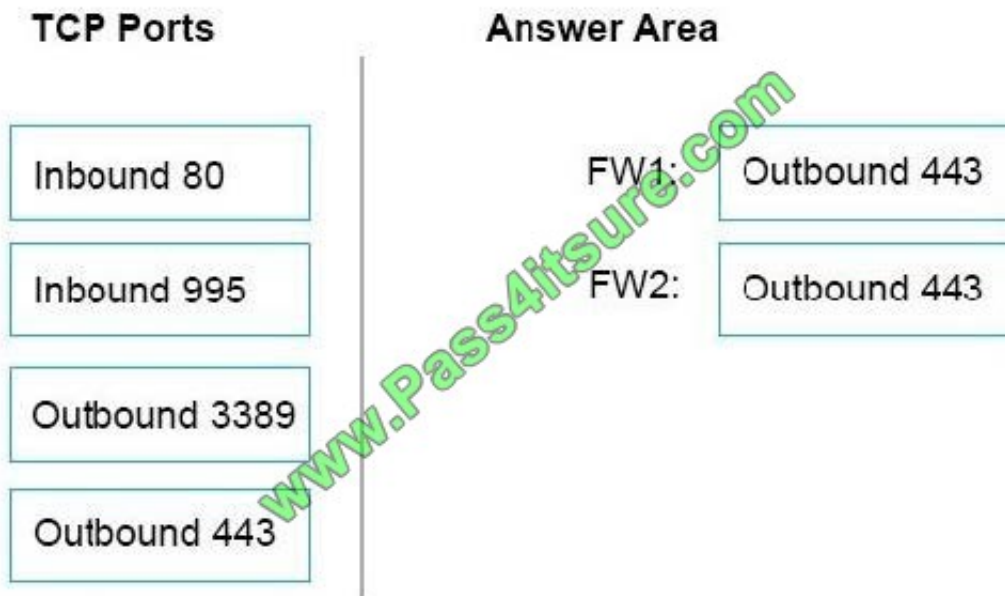 TCP Ports
Answer Area
Inbound 80
Inbound 995
Outbound 3389
Outbound 443
FW1:
Outbound 443
FW2:
Outbound 443
www.Pass4itsure.com